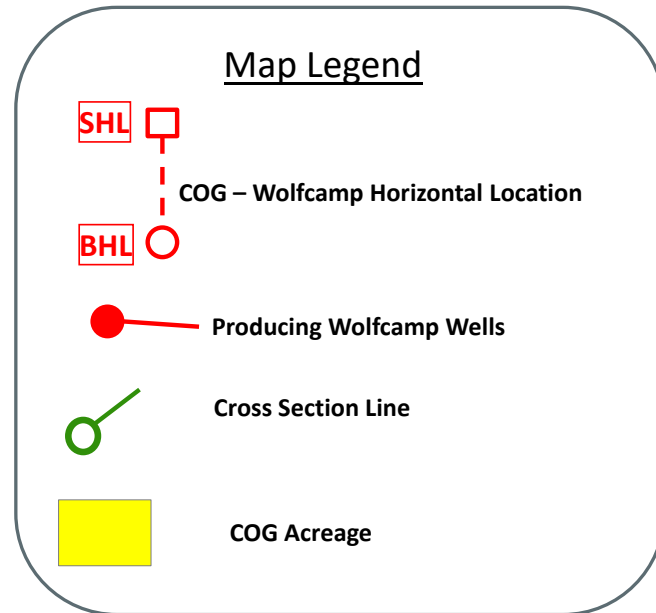 Map Legend
SHL
COG – Wolfcamp Horizontal Location
BHL
Producing Wolfcamp Wells
Cross Section Line
COG Acreage